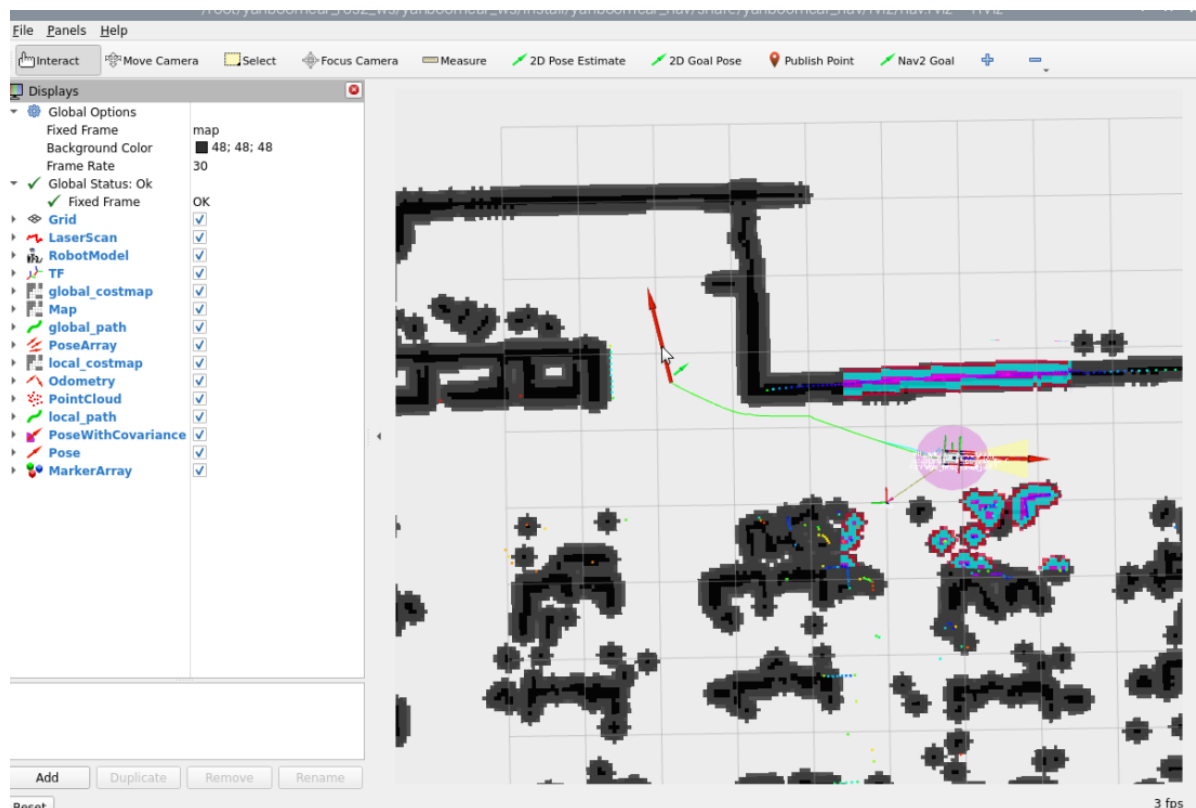 File Panels Help
Interact Move Camera Select Focus Camera Measure 2D Pose Estimate 2D Goal Pose Publish Point Nav2 Goal
Displays
Global Options
Fixed Frame map
Background Color 48; 48; 48
Frame Rate 30
Global Status: Ok
Fixed Frame OK
Grid
LaserScan
RobotModel
TF
global_costmap
Map
global_path
PoseArray
local_costmap
Odometry
PointCloud
local_path
PoseWithCovariance
Pose
MarkerArray
Add Duplicate Remove Rename
Reset
3 fps